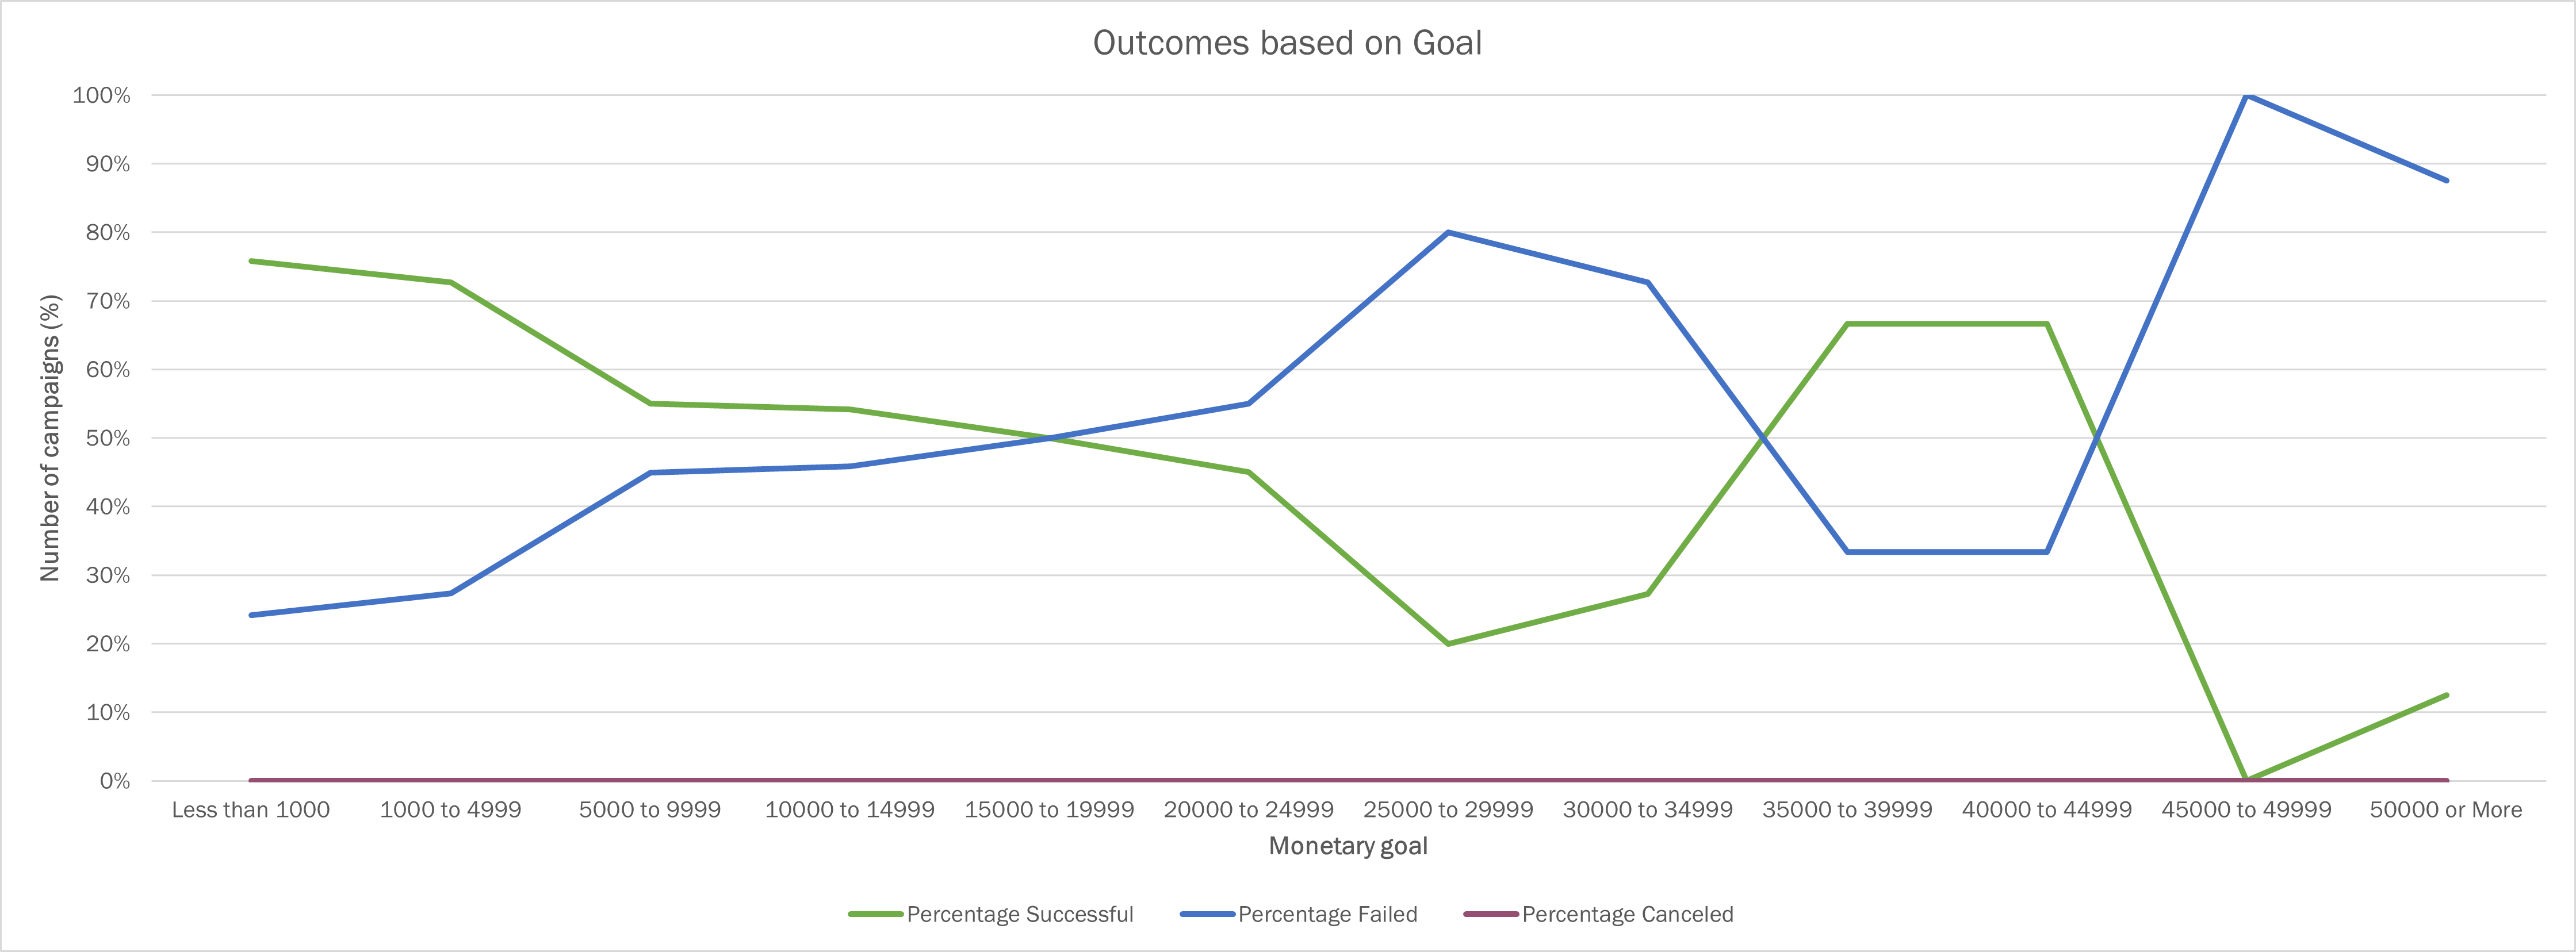 Outcomes based on Goal
100%
90%
80%
70%
60%
50%
40%
30%
20%
10%
0%
Number of campaigns (%)
Less than 1000 1000 to 4999 5000 to 9999 10000 to 14999 15000 to 19999 20000 to 24999 25000 to 29999 30000 to 34999 35000 to 39999 40000 to 44999 45000 to 49999 50000 or More
Monetary goal
Percentage Successful Percentage Failed Percentage Canceled